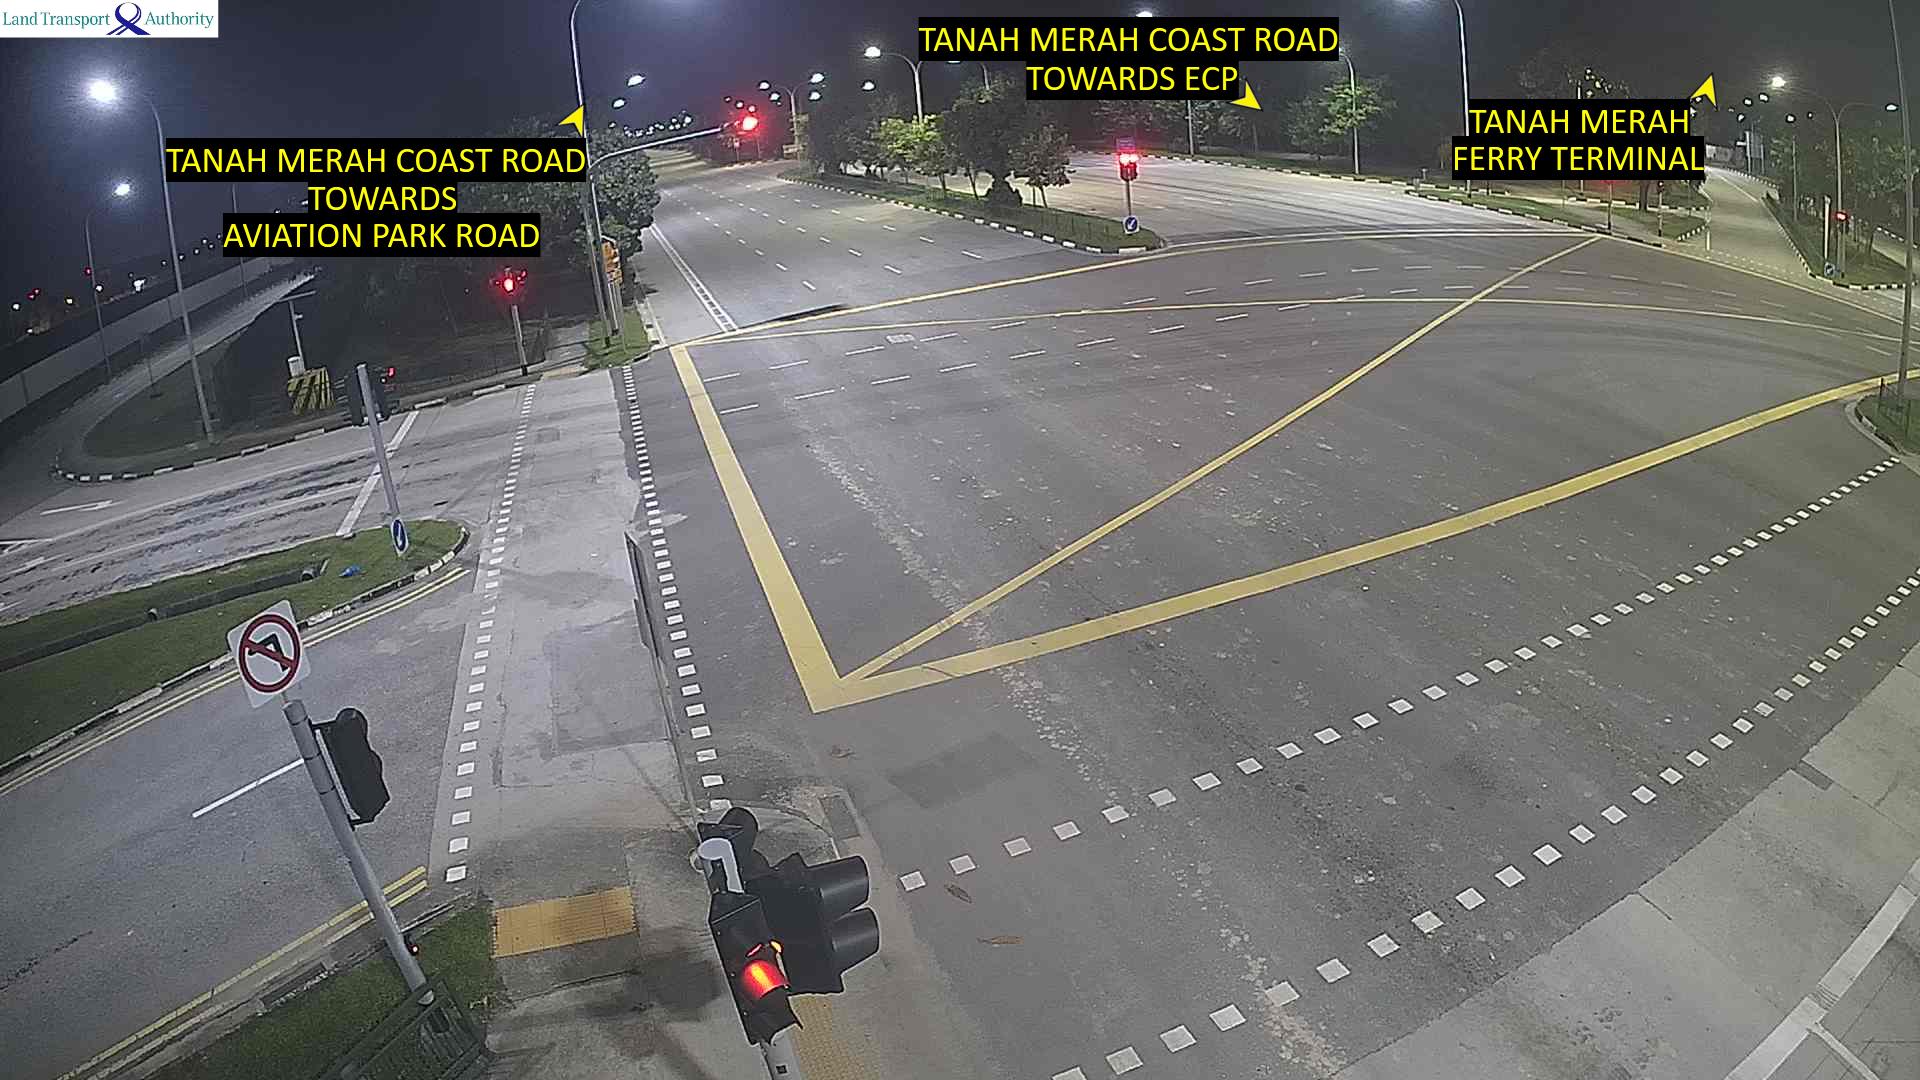 Land Transport Authority
TANAH MERAH COAST ROAD
TOWARDS
AVIATION PARK ROAD
TANAH MERAH COAST ROAD
TOWARDS ECP
TANAH MERAH
FERRY TERMINAL